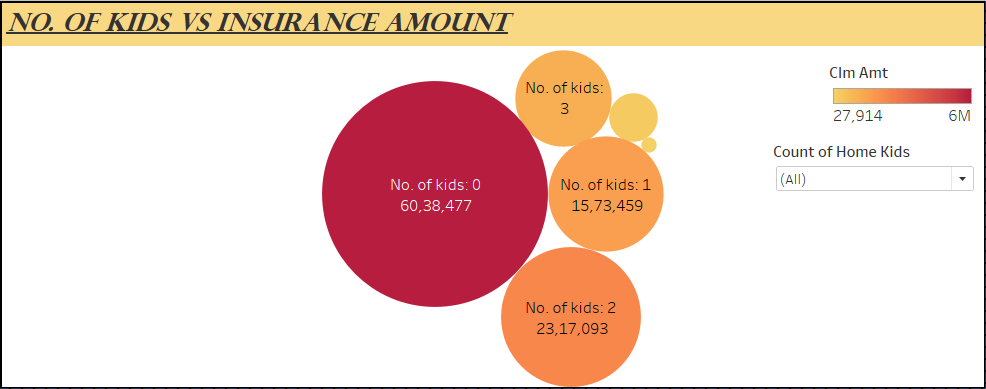 NO. OF KIDS VS INSURANCE AMOUNT
No. of kids:
3
No. of kids: 0
60,38,477
No. of kids: 1
15,73,459
No. of kids: 2
23,17,093
Clm Amt
27,914
6M
Count of Home Kids
(All)